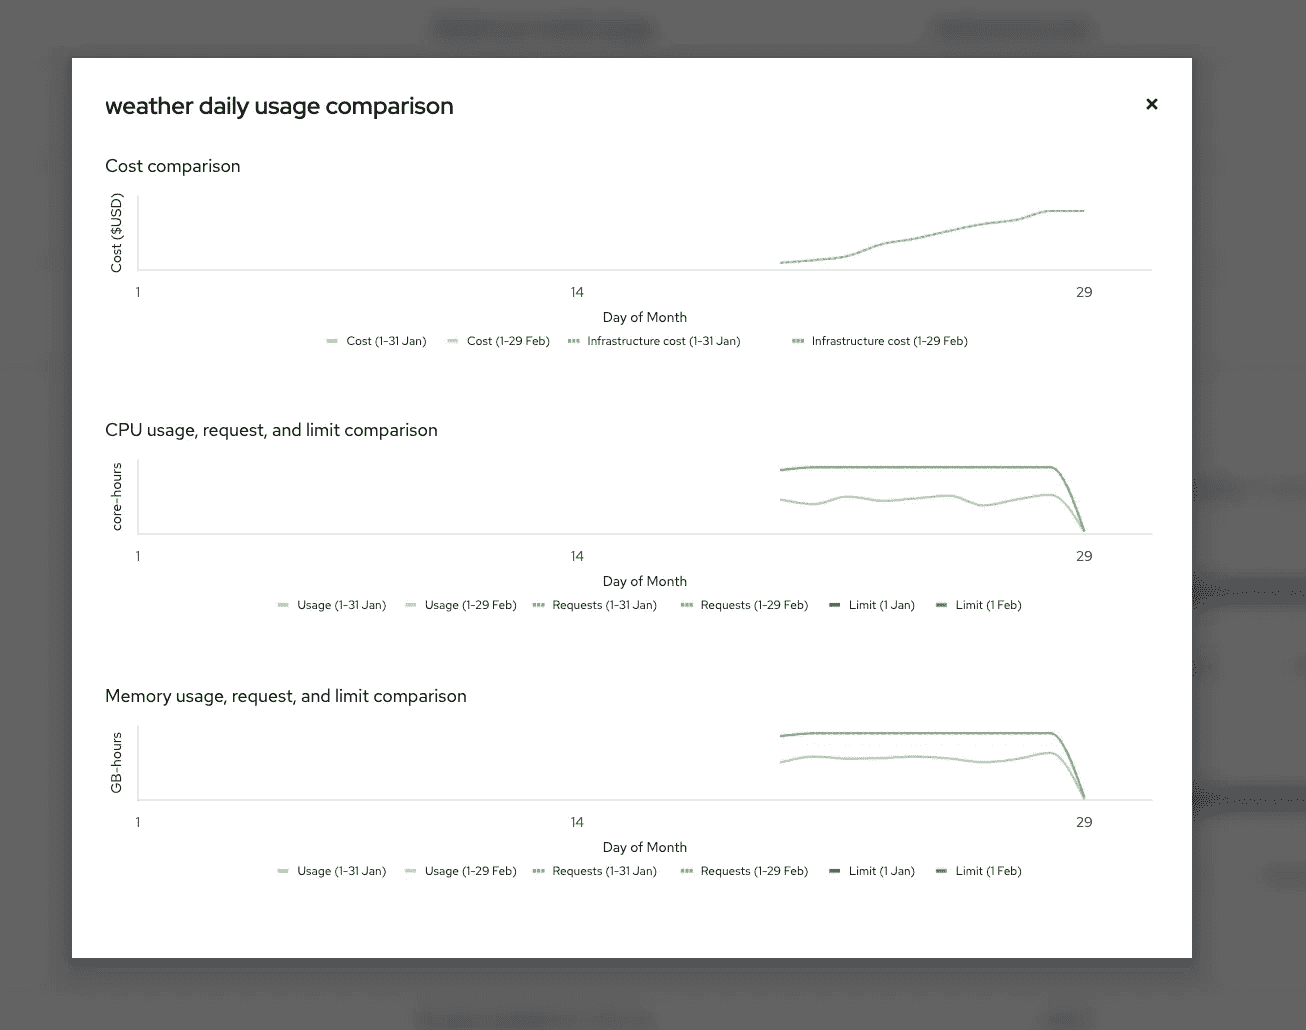 weather daily usage comparison
×
Cost comparison
Cost ($USD)
1 14 29
Day of Month
Cost (1-31 Jan) Cost (1-29 Feb) Infrastructure cost (1-31 Jan) Infrastructure cost (1-29 Feb)
CPU usage, request, and limit comparison
core-hours
1 14 29
Day of Month
Usage (1-31 Jan) Usage (1-29 Feb) Requests (1-31 Jan) Requests (1-29 Feb) Limit (1 Jan) Limit (1 Feb)
Memory usage, request, and limit comparison
GB-hours
1 14 29
Day of Month
Usage (1-31 Jan) Usage (1-29 Feb) Requests (1-31 Jan) Requests (1-29 Feb) Limit (1 Jan) Limit (1 Feb)